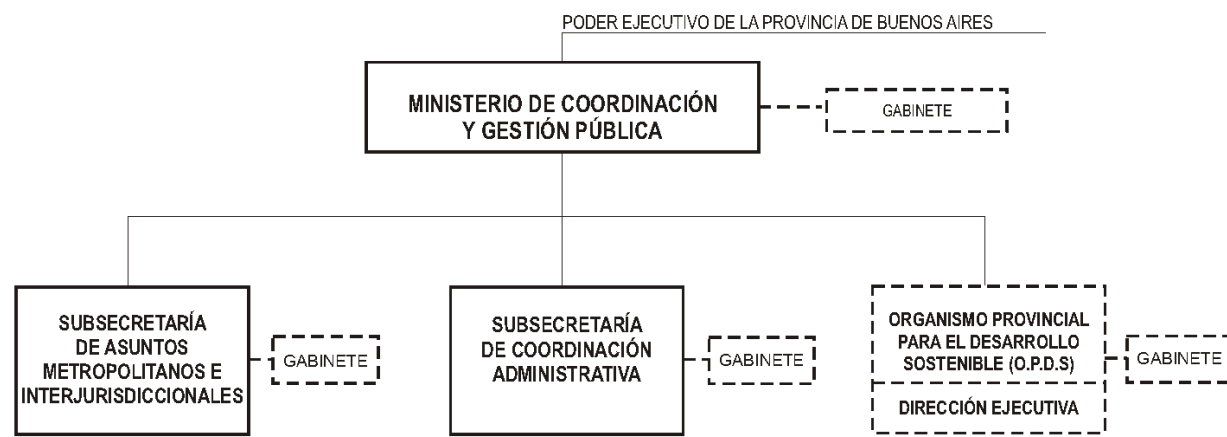 PODER EJECUTIVO DE LA PROVINCIA DE BUENOS AIRES
MINISTERIO DE COORDINACIÓN
Y GESTIÓN PÚBLICA
GABINETE
SUBSECRETARÍA
DE ASUNTOS
METROPOLITANOS E
INTERJURISDICCIONALES
GABINETE
SUBSECRETARÍA
DE COORDINACIÓN
ADMINISTRATIVA
GABINETE
ORGANISMO PROVINCIAL
PARA EL DESARROLLO
SOSTENIBLE (O.P.D.S)
DIRECCIÓN EJECUTIVA
GABINETE